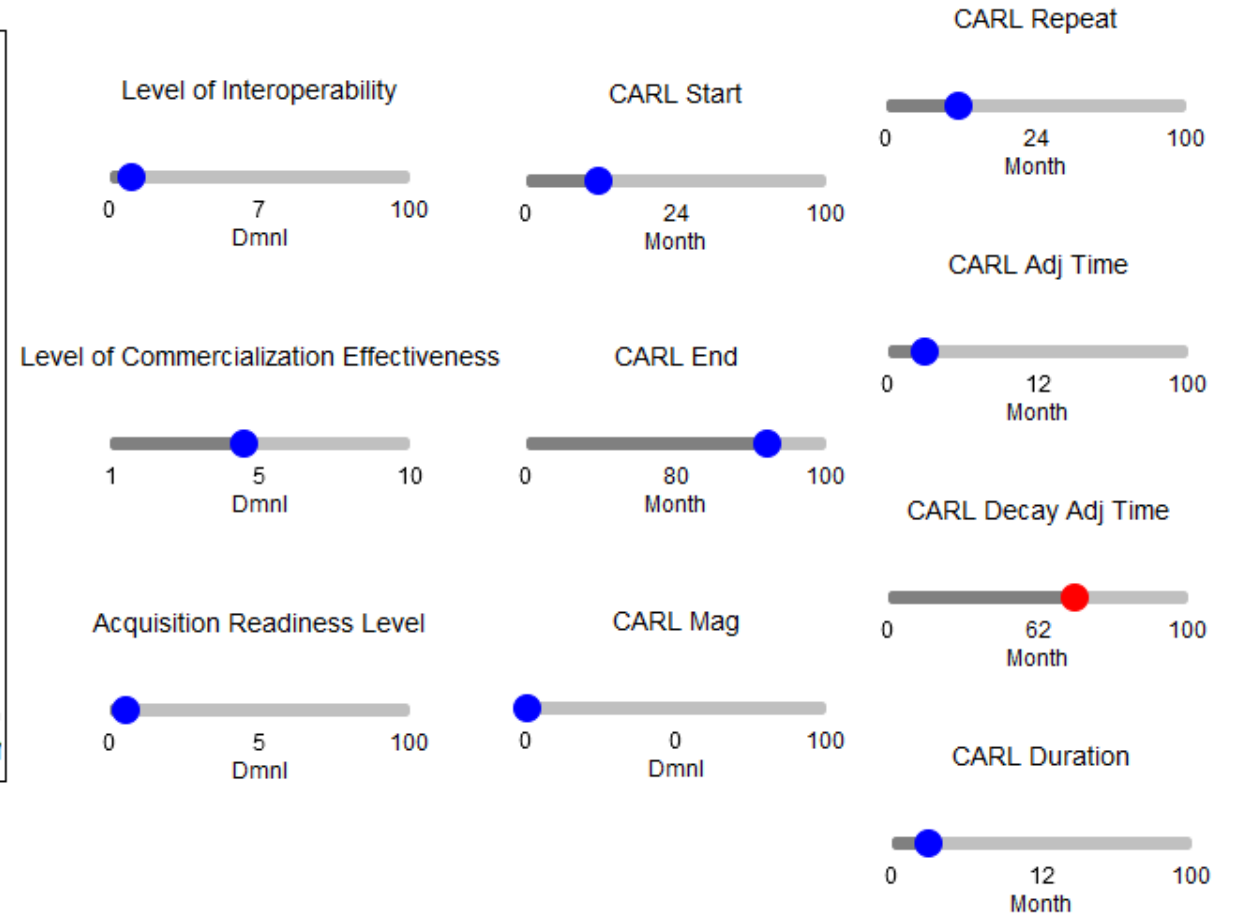 Level of Interoperability
0 7 100
Dmnl
Level of Commercialization Effectiveness
1 5 10
Dmnl
Acquisition Readiness Level
0 5 100
Dmnl
CARL Start
0 24 100
Month
CARL End
0 80 100
Month
CARL Mag
0 0 100
Dmnl
CARL Repeat
0 24 100
Month
CARL Adj Time
0 12 100
Month
CARL Decay Adj Time
0 62 100
Month
CARL Duration
0 12 100
Month